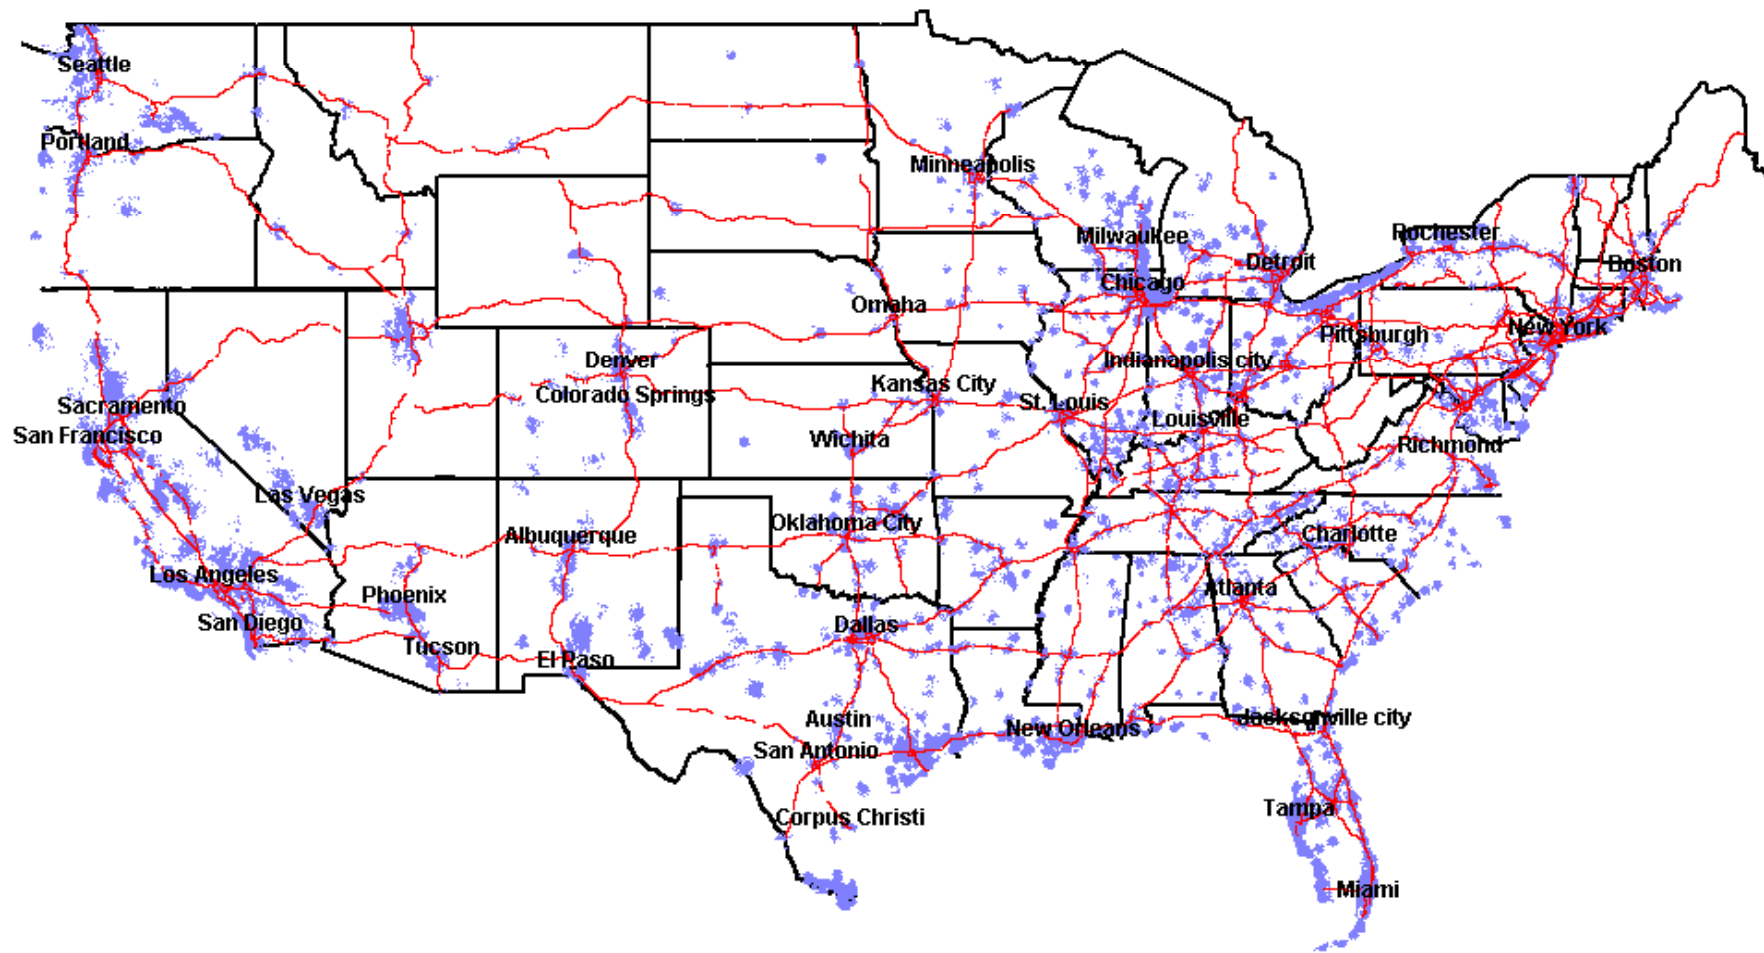 Seattle
Portland
Minneapolis
Milwaukee
Rochester
Detroit
Boston
Chicago
Omaha
New York
Pittsburgh
Denver
Indianapolis city
Kansas City
Colorado Springs
Sacramento
St. Louis
San Francisco
Louisville
Wichita
Richmond
Las Vegas
Oklahoma City
Albuquerque
Charlotte
Los Angeles
Phoenix
Atlanta
San Diego
Dallas
Tucson
El Paso
Austin
Jacksonville city
New Orleans
San Antonio
Tampa
Corpus Christi
Miami